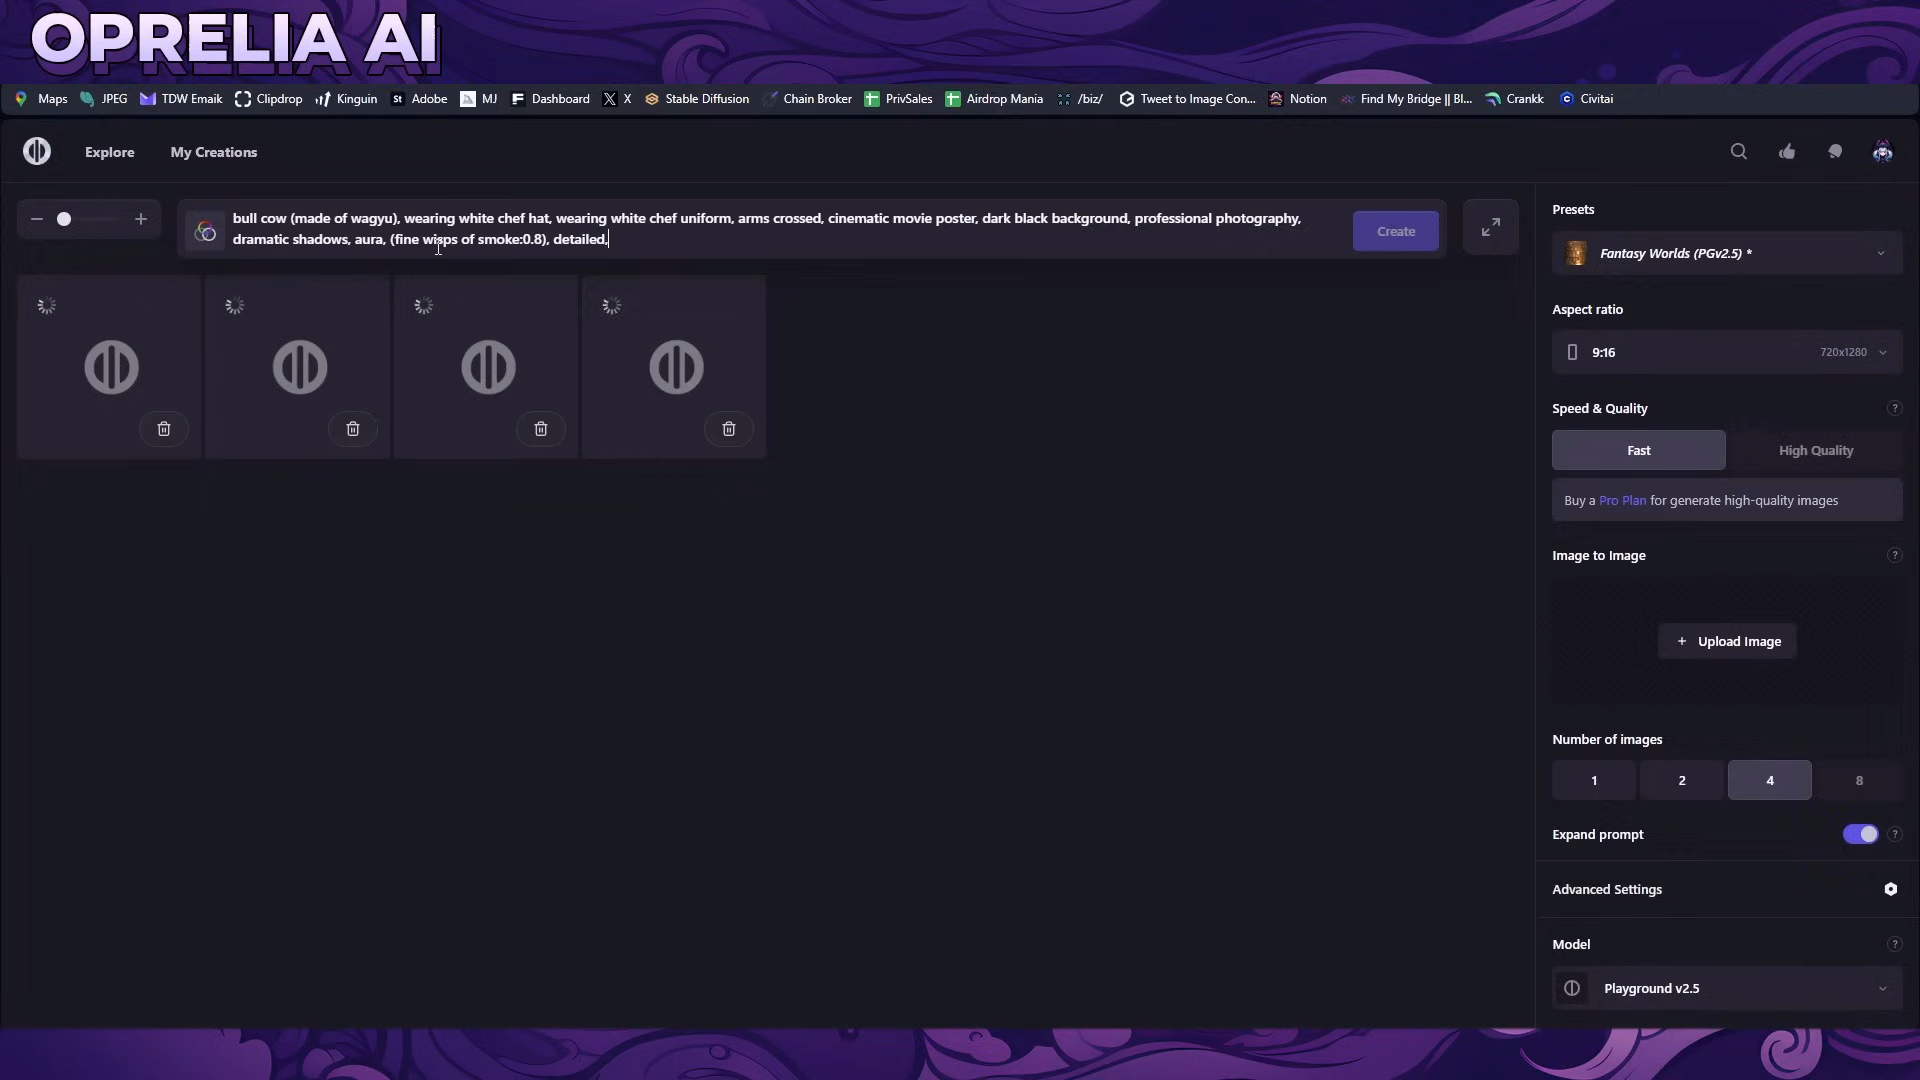 OPRELIA AI
Maps JPEG TDW Emaik Clipdrop Kinguin St Adobe MJ Dashboard X Stable Diffusion Chain Broker PrivSales Airdrop Mania /biz/ Tweet to Image Con... Notion Find My Bridge || Bl... Crankk Civitai
Explore My Creations
bull cow (made of wagyu), wearing white chef hat, wearing white chef uniform, arms crossed, cinematic movie poster, dark black background, professional photography,
dramatic shadows, aura, (fine wisps of smoke:0.8), detailed,
Create
Presets
Fantasy Worlds (PGv2.5) *
Aspect ratio
9:16 720x1280
Speed & Quality ?
Fast High Quality
Buy a Pro Plan for generate high-quality images
Image to Image ?
+ Upload Image
Number of images
1 2 4 8
Expand prompt ?
Advanced Settings
Model ?
Playground v2.5